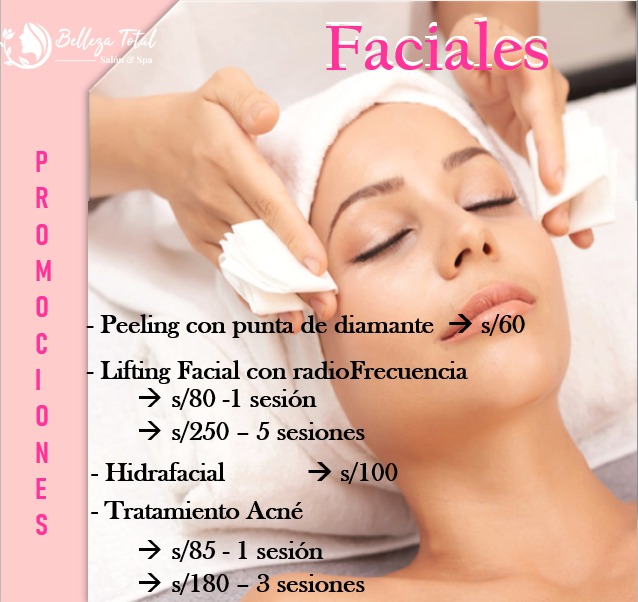 Belleza Total
Salón & Spa
Faciales
PROMOCIONES
- Peeling con punta de diamante → s/60
- Lifting Facial con radioFrecuencia
→ s/80 -1 sesión
→ s/250 – 5 sesiones
- Hidrafacial → s/100
- Tratamiento Acné
→ s/85 - 1 sesión
→ s/180 – 3 sesiones